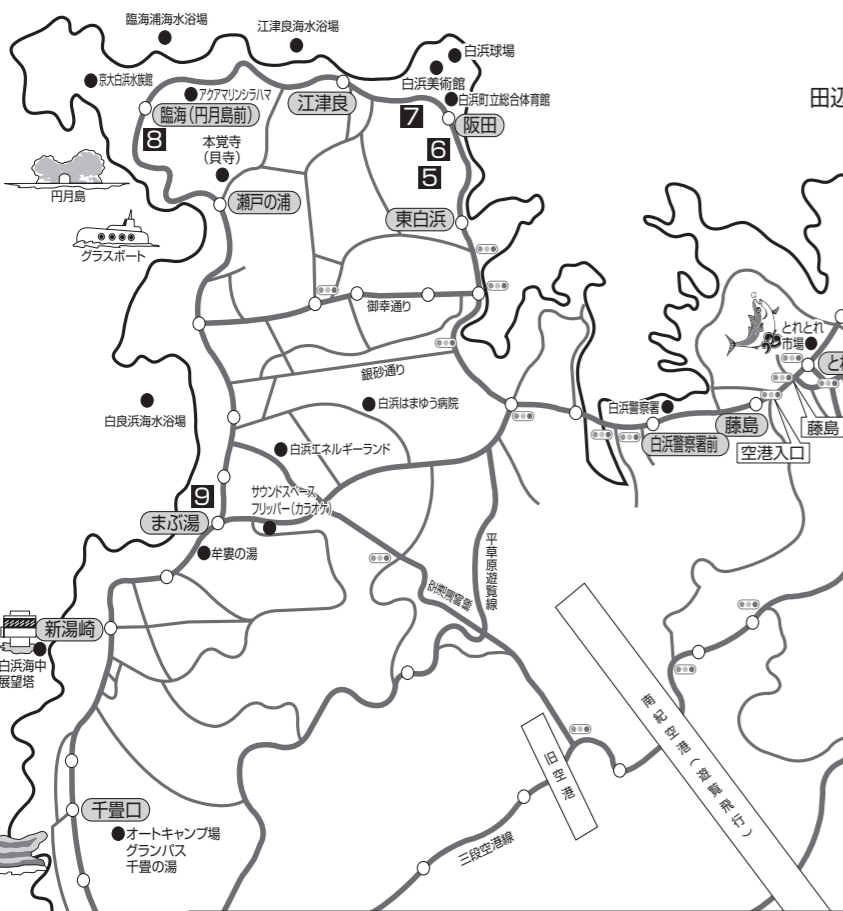 臨海浦海水浴場
江津良海水浴場
白浜球場
京大白浜水族館
白浜美術館
アクアマリンシラハマ
白浜町立総合体育館
江津良
臨海（円月島前）
7
阪田
8
本覚寺
（貝寺）
6
5
円月島
瀬戸の浦
東白浜
グラスボート
御幸通り
とれとれ
市場
銀砂通り
白良浜海水浴場
白浜はまゆう病院
白浜警察署
藤島
藤島
白浜エネルギーランド
白浜警察署前
空港入口
9
サウンドスペース
フリッパー（カラオケ）
まぶ湯
牟婁の湯
平草原遊覧線
空港湯崎線
新湯崎
白浜海中
展望塔
南紀空港（遊覧飛行）
旧空港
千畳口
オートキャンプ場
グランパス
千畳の湯
三段空港線